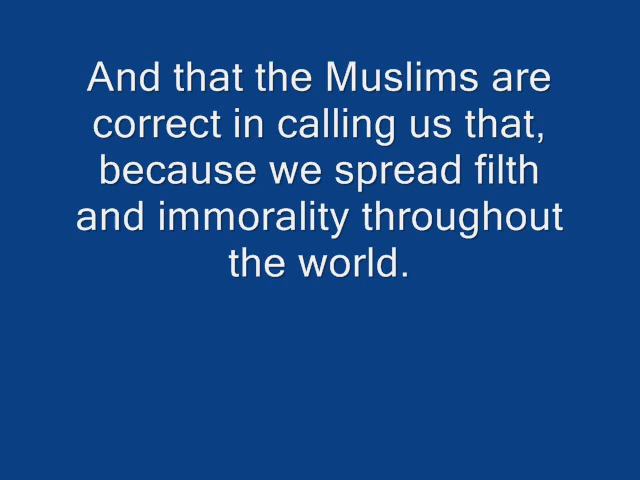 And that the Muslims are
correct in calling us that,
because we spread filth
and immorality throughout
the world.